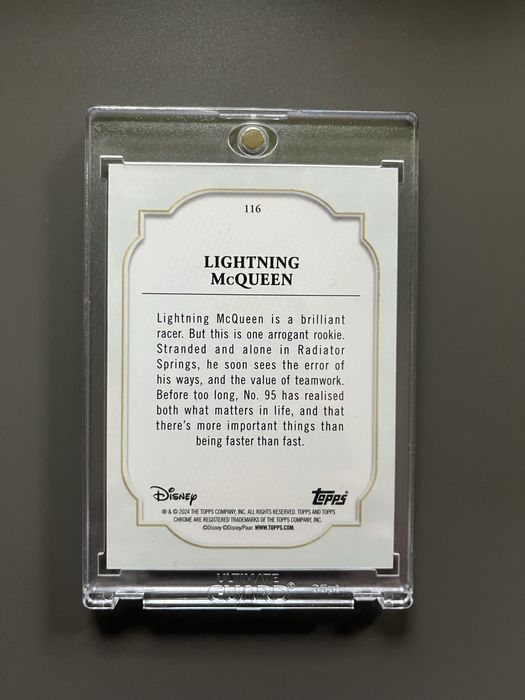 116
LIGHTNING
McQUEEN
Lightning McQueen is a brilliant
racer. But this is one arrogant rookie.
Stranded and alone in Radiator
Springs, he soon sees the error of
his ways, and the value of teamwork.
Before too long, No. 95 has realised
both what matters in life, and that
there's more important things than
being faster than fast.
Disney
topps
® & © 2024 THE TOPPS COMPANY, INC. ALL RIGHTS RESERVED. TOPPS AND TOPPS
CHROME ARE REGISTERED TRADEMARKS OF THE TOPPS COMPANY, INC.
©Disney ©Disney/Pixar. WWW.TOPPS.COM.
ULTIMATE
GUARD® 35pt